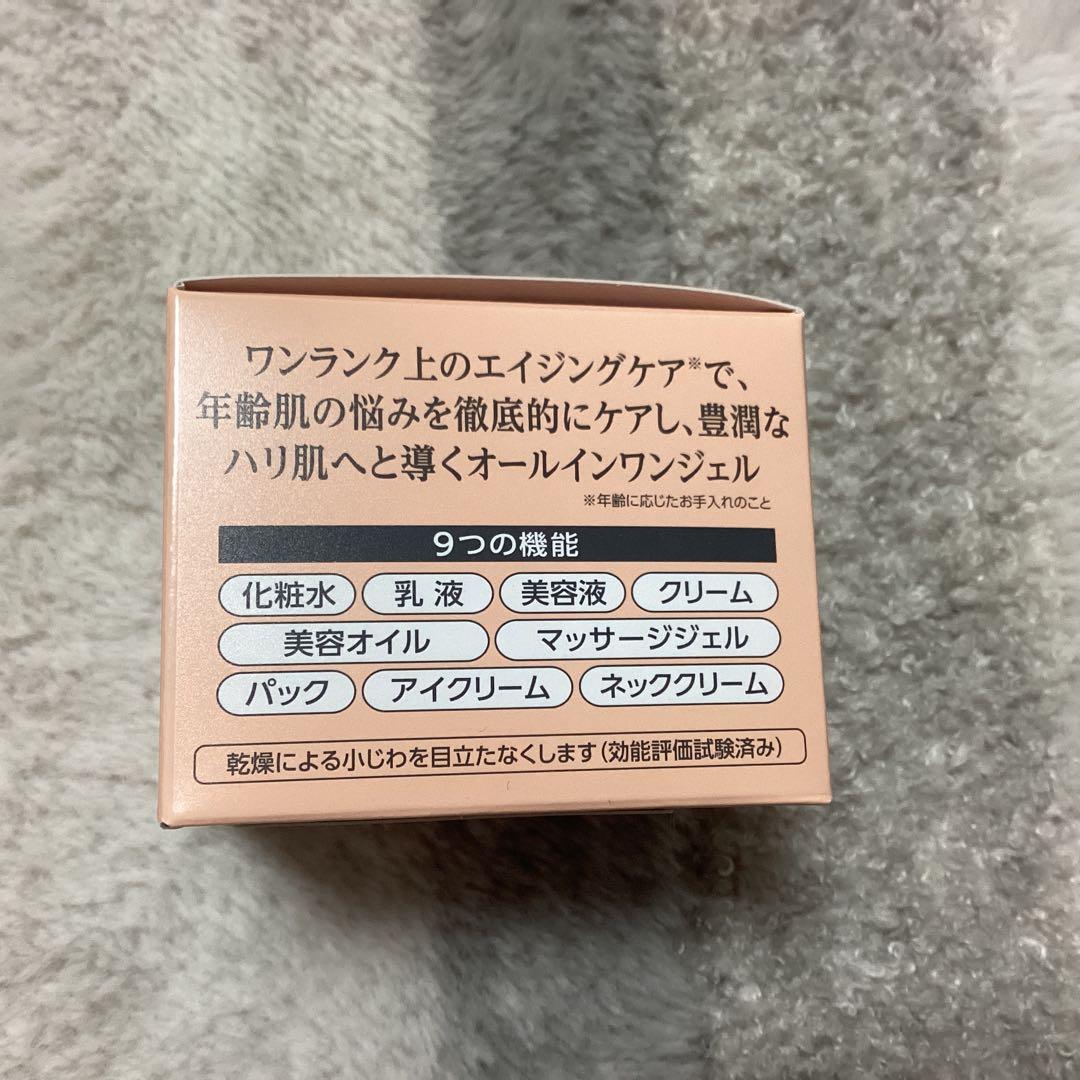 ワンランク上のエイジングケア※で、
年齢肌の悩みを徹底的にケアし、豊潤な
ハリ肌へと導くオールインワンジェル
※年齢に応じたお手入れのこと
9つの機能
化粧水 乳液 美容液 クリーム
美容オイル マッサージジェル
パック アイクリーム ネッククリーム
乾燥による小じわを目立たなくします(効能評価試験済み)